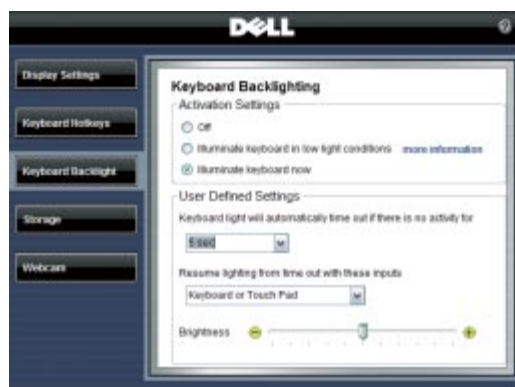 DELL
?
Display Settings
Keyboard Hotkeys
Keyboard Backlight
Storage
Webcam
Keyboard Backlighting
Activation Settings
Off
Illuminate keyboard in low light conditions more information
Illuminate keyboard now
User Defined Settings
Keyboard light will automatically time out if there is no activity for
5 sec
Resume lighting from time out with these inputs
Keyboard or Touch Pad
Brightness